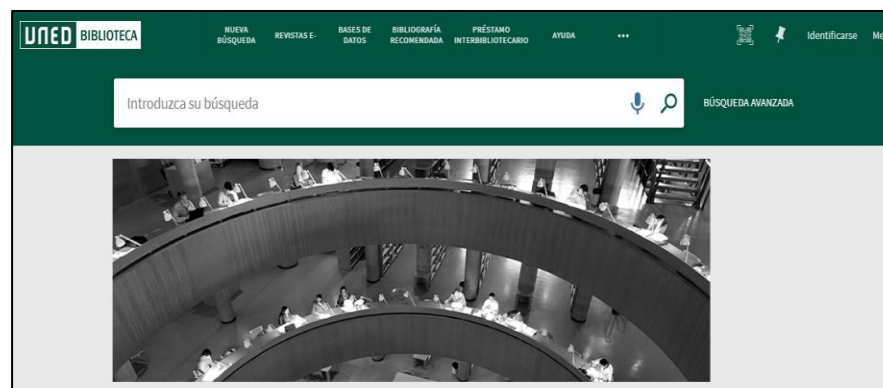 UNED BIBLIOTECA
NUEVA
BÚSQUEDA
REVISTAS E-
BASES DE
DATOS
BIBLIOGRAFÍA
RECOMENDADA
PRÉSTAMO
INTERBIBLIOTECARIO
AYUDA
•••
Identificarse
Me
Introduzca su búsqueda
BÚSQUEDA AVANZADA